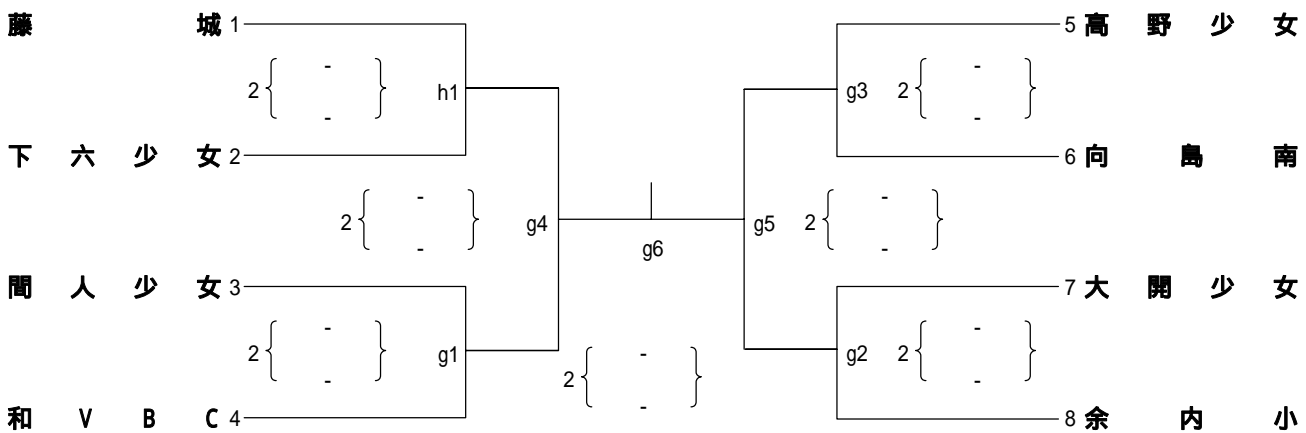 藤城 1
5 高野少女
2 { - - }
h1
g3
2 { - - }
下六少女 2
6 向島南
2 { - - }
g4
g6
g5
2 { - - }
間人少女 3
7 大開少女
2 { - - }
g1
2 { - - }
g2
2 { - - }
和VBC 4
8 余内小